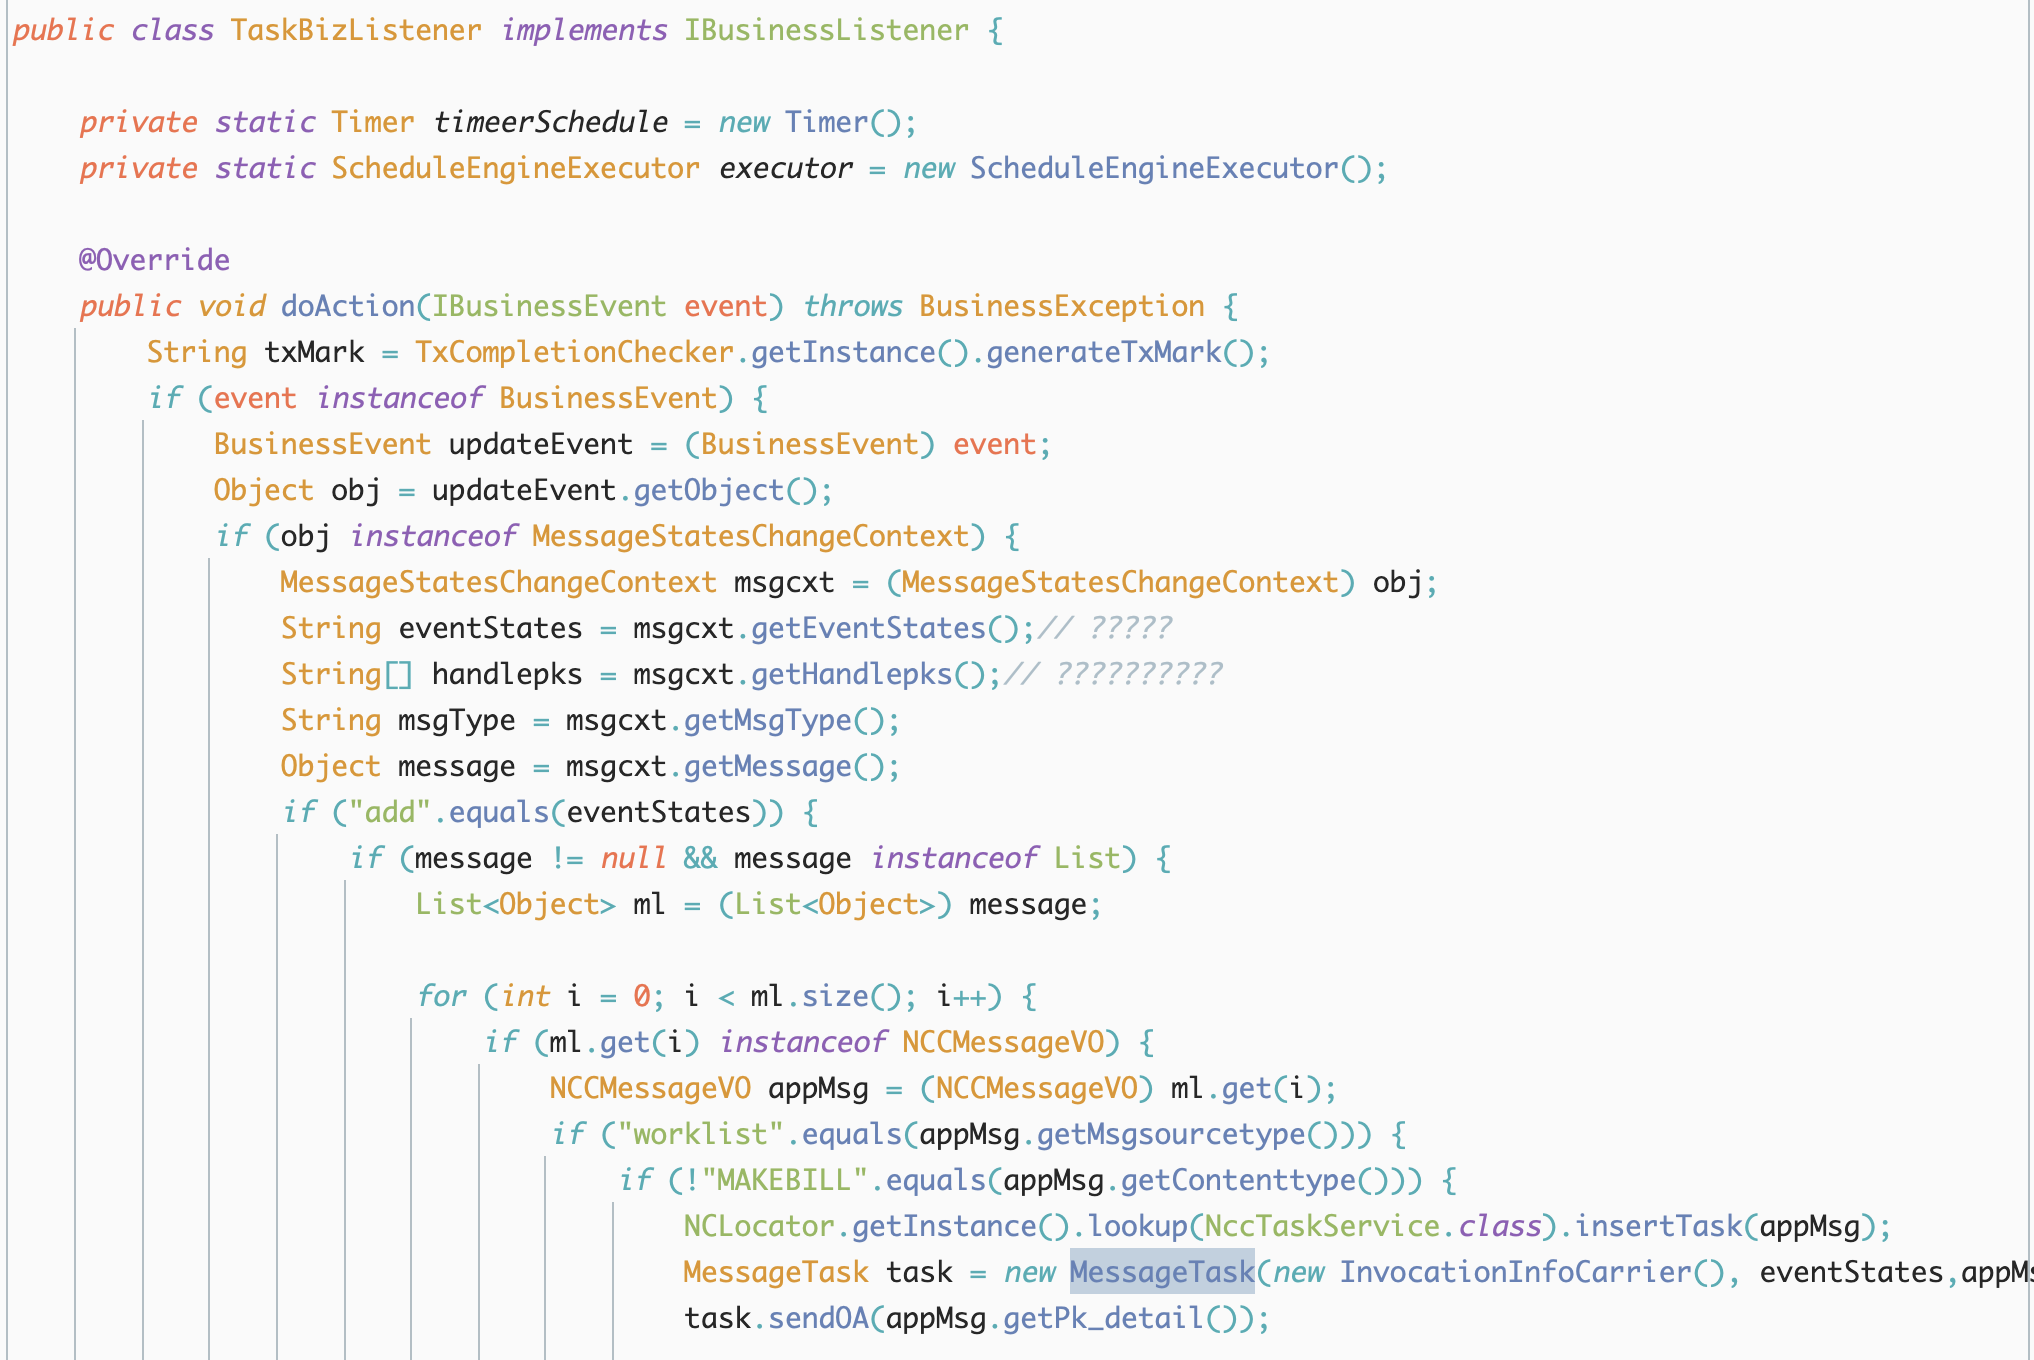 public class TaskBizListener implements IBusinessListener {
private static Timer timeerSchedule = new Timer();
private static ScheduleEngineExecutor executor = new ScheduleEngineExecutor();
@Override
public void doAction(IBusinessEvent event) throws BusinessException {
String txMark = TxCompletionChecker.getInstance().generateTxMark();
if (event instanceof BusinessEvent) {
BusinessEvent updateEvent = (BusinessEvent) event;
Object obj = updateEvent.getObject();
if (obj instanceof MessageStatesChangeContext) {
MessageStatesChangeContext msgcxt = (MessageStatesChangeContext) obj;
String eventStates = msgcxt.getEventStates();// ?????
String[] handlepks = msgcxt.getHandlepks();// ??????????
String msgType = msgcxt.getMsgType();
Object message = msgcxt.getMessage();
if ("add".equals(eventStates)) {
if (message != null && message instanceof List) {
List<Object> ml = (List<Object>) message;
for (int i = 0; i < ml.size(); i++) {
if (ml.get(i) instanceof NCCMessageVO) {
NCCMessageVO appMsg = (NCCMessageVO) ml.get(i);
if ("worklist".equals(appMsg.getMsgsourcetype())) {
if (!"MAKEBILL".equals(appMsg.getContenttype())) {
NCLocator.getInstance().lookup(NccTaskService.class).insertTask(appMsg);
MessageTask task = new MessageTask(new InvocationInfoCarrier(), eventStates,
task.sendOA(appMsg.getPk_detail());